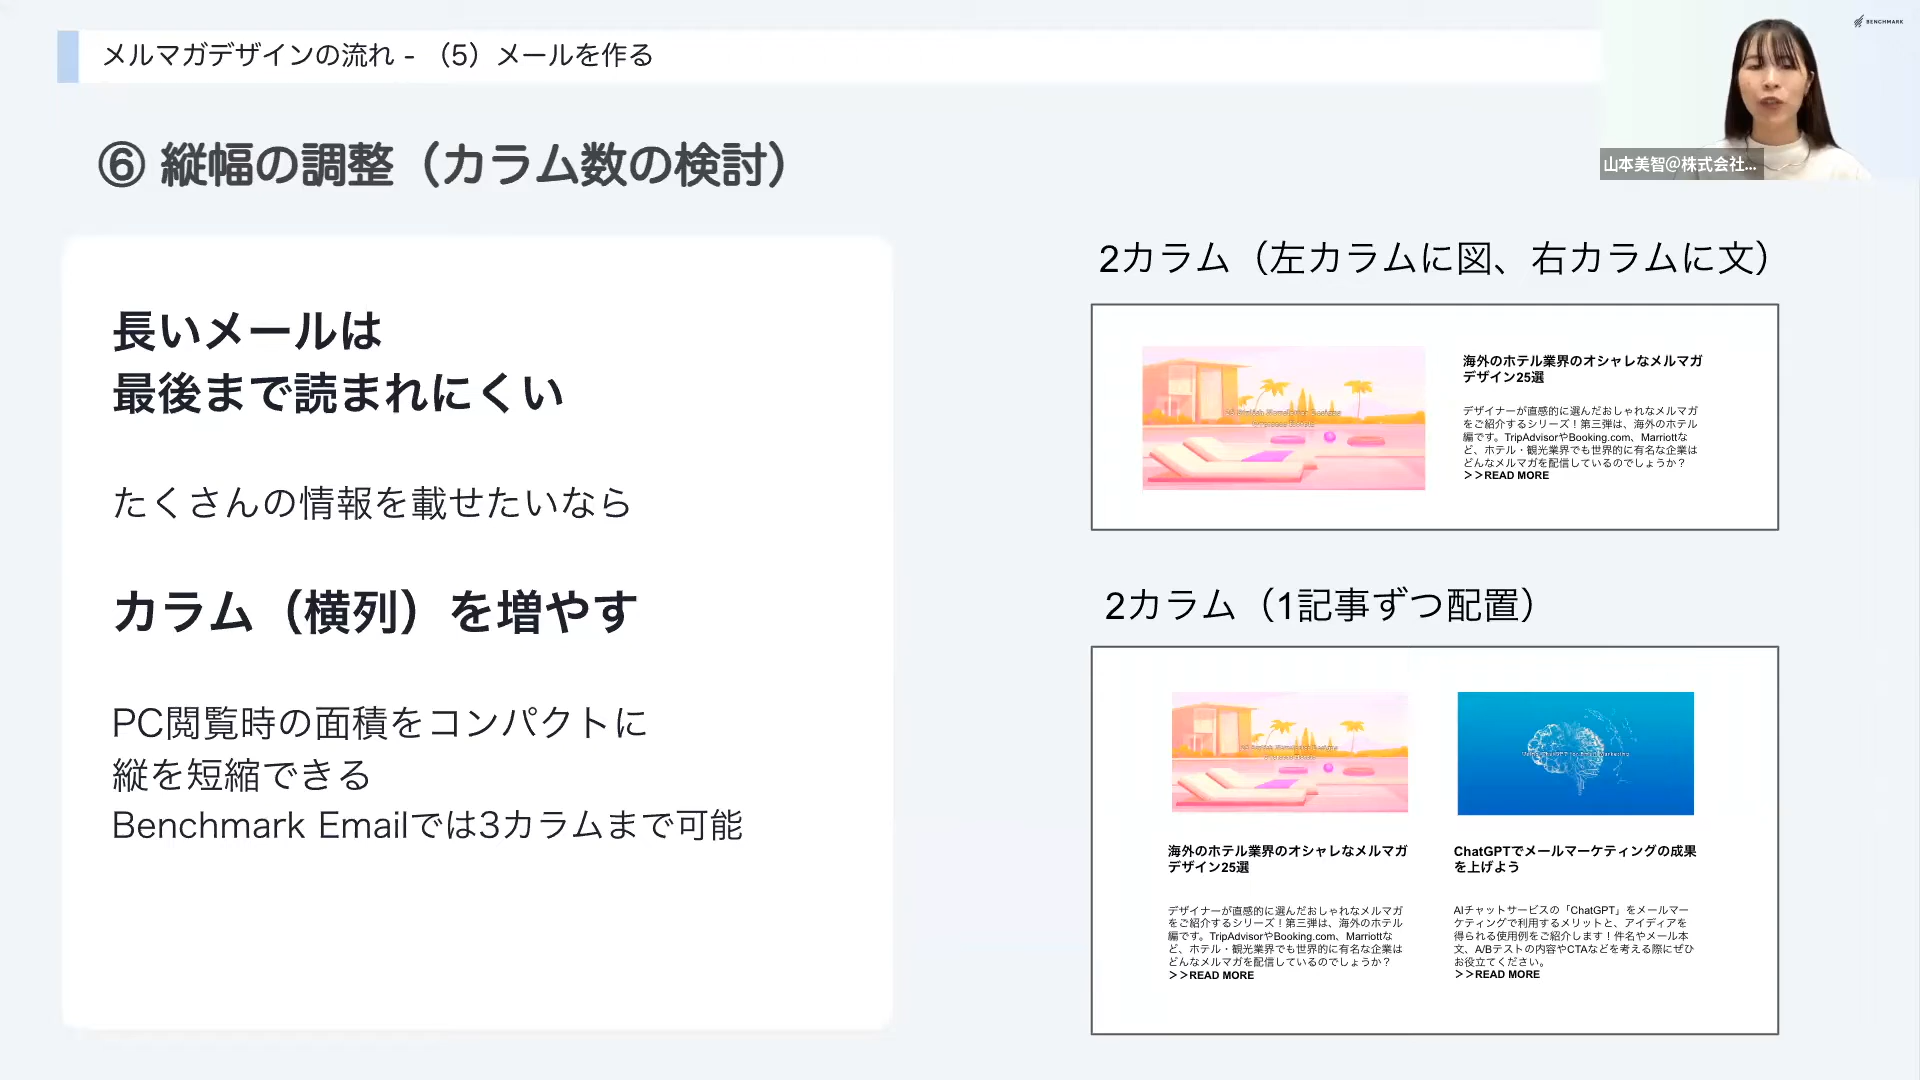 メルマガデザインの流れ - （5）メールを作る
BENCHMARK
山本美智@株式会社...
⑥ 縦幅の調整（カラム数の検討）
長いメールは
最後まで読まれにくい
たくさんの情報を載せたいなら
カラム（横列）を増やす
PC閲覧時の面積をコンパクトに
縦を短縮できる
Benchmark Emailでは3カラムまで可能
2カラム（左カラムに図、右カラムに文）
海外のホテル業界のオシャレなメルマガ
デザイン25選
デザイナーが直感的に選んだおしゃれなメルマガ
をご紹介するシリーズ！第三弾は、海外のホテル
編です。TripAdvisorやBooking.com、Marriottな
ど、ホテル・観光業界でも世界的に有名な企業は
どんなメルマガを配信しているのでしょうか？
>>READ MORE
2カラム（1記事ずつ配置）
海外のホテル業界のオシャレなメルマガ
デザイン25選
デザイナーが直感的に選んだおしゃれなメルマガ
をご紹介するシリーズ！第三弾は、海外のホテル
編です。TripAdvisorやBooking.com、Marriottな
ど、ホテル・観光業界でも世界的に有名な企業は
どんなメルマガを配信しているのでしょうか？
>>READ MORE
ChatGPTでメールマーケティングの成果
を上げよう
AIチャットサービスの「ChatGPT」をメールマー
ケティングで利用するメリットと、アイディアを
得られる使用例をご紹介します！件名やメール本
文、A/Bテストの内容やCTAなどを考える際にぜひ
お役立てください。
>>READ MORE